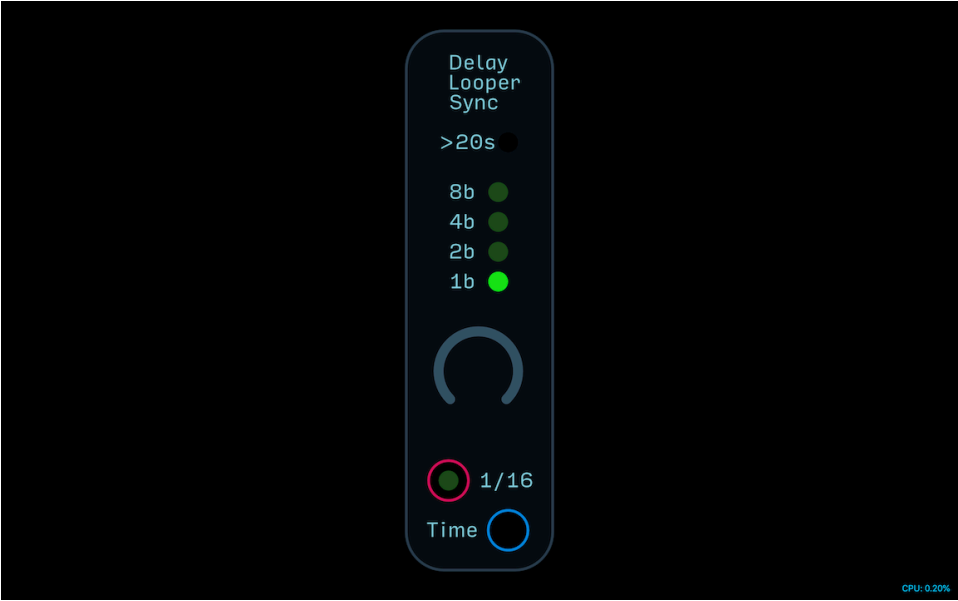 Delay
Looper
Sync
>20s
8b
4b
2b
1b
1/16
Time
CPU: 0.20%